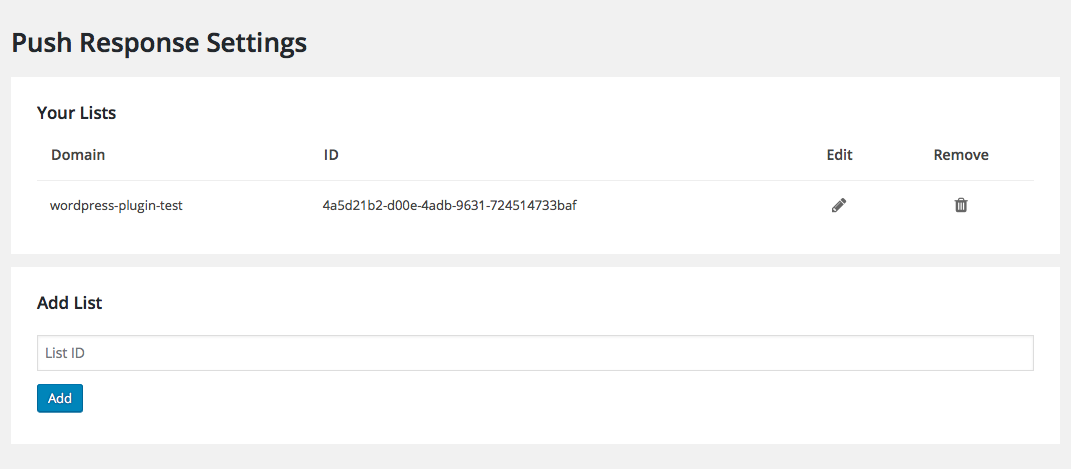 Push Response Settings
Your Lists
Domain ID Edit Remove
wordpress-plugin-test 4a5d21b2-d00e-4adb-9631-724514733baf
Add List
List ID
Add